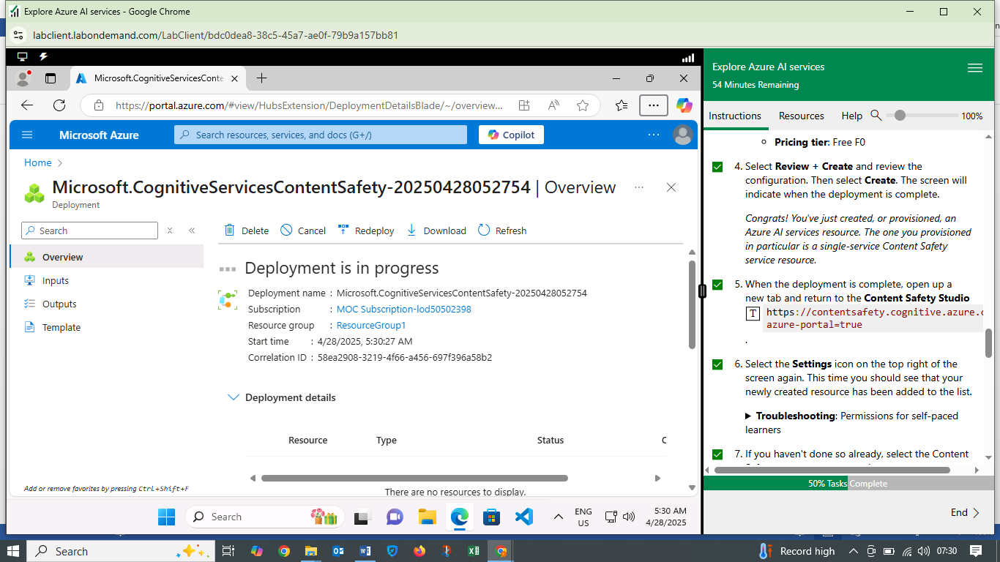 Explore Azure AI services - Google Chrome
labclient.labondemand.com/LabClient/bdc0dea8-38c5-45a7-ae0f-79b9a157bb81
Microsoft.CognitiveServicesConte
https://portal.azure.com/#view/HubsExtension/DeploymentDetailsBlade/~/overview...
Microsoft Azure
Search resources, services, and docs (G+/)
Copilot
Home
Microsoft.CognitiveServicesContentSafety-20250428052754 | Overview
Deployment
Search
Delete
Cancel
Redeploy
Download
Refresh
Overview
Inputs
Outputs
Template
Deployment is in progress
Deployment name : Microsoft.CognitiveServicesContentSafety-20250428052754
Subscription : MOC Subscription-lod50502398
Resource group : ResourceGroup1
Start time : 4/28/2025, 5:30:27 AM
Correlation ID : 58ea2908-3219-4f66-a456-697f396a58b2
Deployment details
Resource Type Status
There are no resources to display.
Add or remove favorites by pressing Ctrl+Shift+F
Search
ENG
US
5:30 AM
4/28/2025
Explore Azure AI services
54 Minutes Remaining
Instructions Resources Help 100%
Pricing tier: Free F0
4. Select Review + Create and review the
configuration. Then select Create. The screen will
indicate when the deployment is complete.
Congrats! You've just created, or provisioned, an
Azure AI services resource. The one you provisioned
in particular is a single-service Content Safety
service resource.
5. When the deployment is complete, open up a
new tab and return to the Content Safety Studio
T https://contentsafety.cognitive.azure.c
azure-portal=true
.
6. Select the Settings icon on the top right of the
screen again. This time you should see that your
newly created resource has been added to the list.
Troubleshooting: Permissions for self-paced
learners
7. If you haven't done so already, select the Content
50% Tasks Complete
End
Search
Record high
07:30